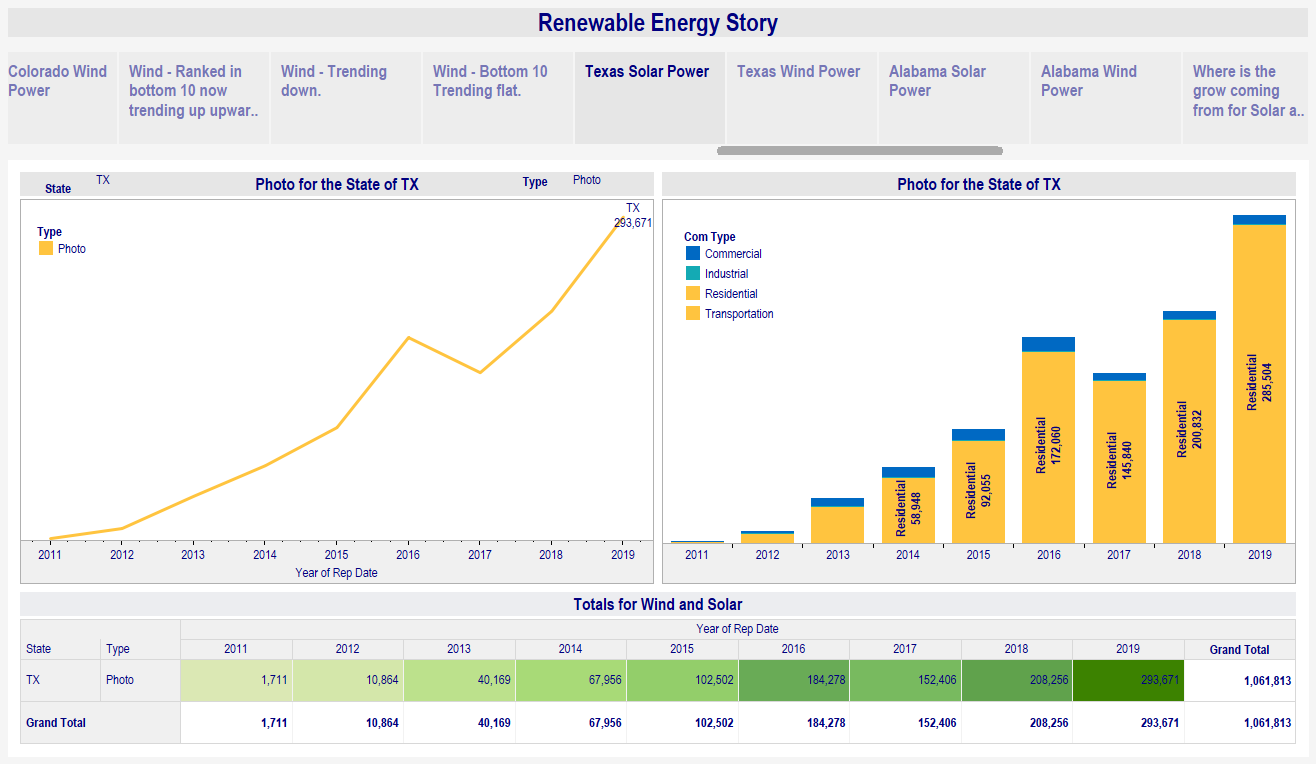 Renewable Energy Story
Colorado Wind
Power
Wind - Ranked in
bottom 10 now
trending up upwar..
Wind - Trending
down.
Wind - Bottom 10
Trending flat.
Texas Solar Power
Texas Wind Power
Alabama Solar
Power
Alabama Wind
Power
Where is the
grow coming
from for Solar a..
State TX Photo for the State of TX Type Photo
Type
Photo
TX
293,671
2011 2012 2013 2014 2015 2016 2017 2018 2019
Year of Rep Date
Photo for the State of TX
Com Type
Commercial
Industrial
Residential
Transportation
Residential
58,948
Residential
92,055
Residential
172,060
Residential
145,840
Residential
200,832
Residential
285,504
2011 2012 2013 2014 2015 2016 2017 2018 2019
Totals for Wind and Solar
Year of Rep Date
State Type 2011 2012 2013 2014 2015 2016 2017 2018 2019 Grand Total
TX Photo 1,711 10,864 40,169 67,956 102,502 184,278 152,406 208,256 293,671 1,061,813
Grand Total 1,711 10,864 40,169 67,956 102,502 184,278 152,406 208,256 293,671 1,061,813